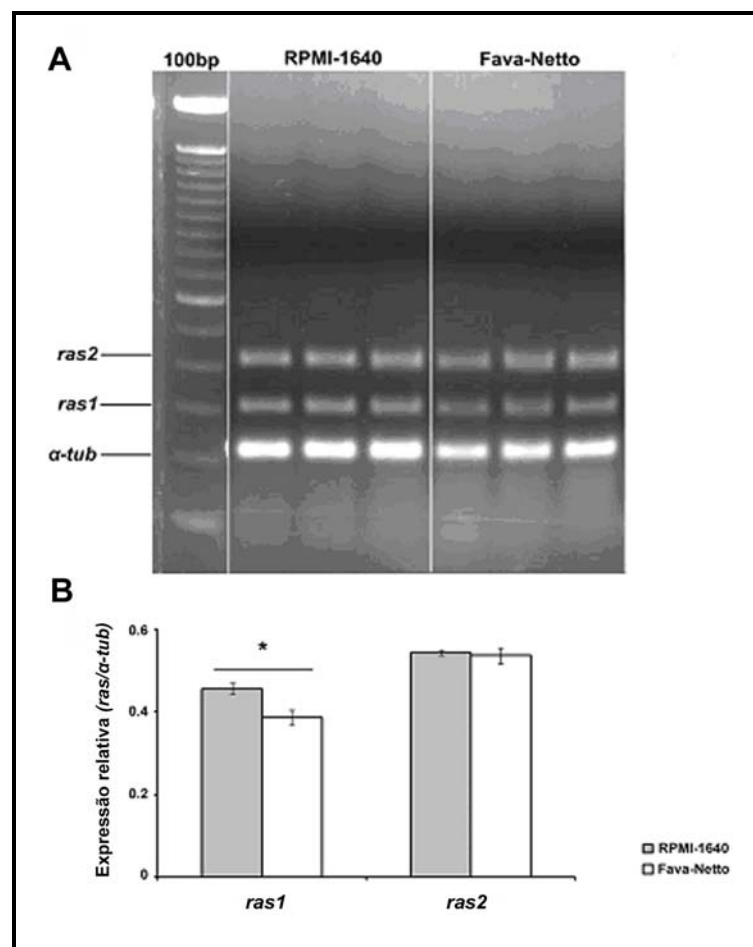 A
100bp
RPMI-1640
Fava-Netto
ras2
ras1
α-tub
B
Expressão relativa (ras/α-tub)
0.6
0.4
0.2
0
*
ras1
ras2
RPMI-1640
Fava-Netto